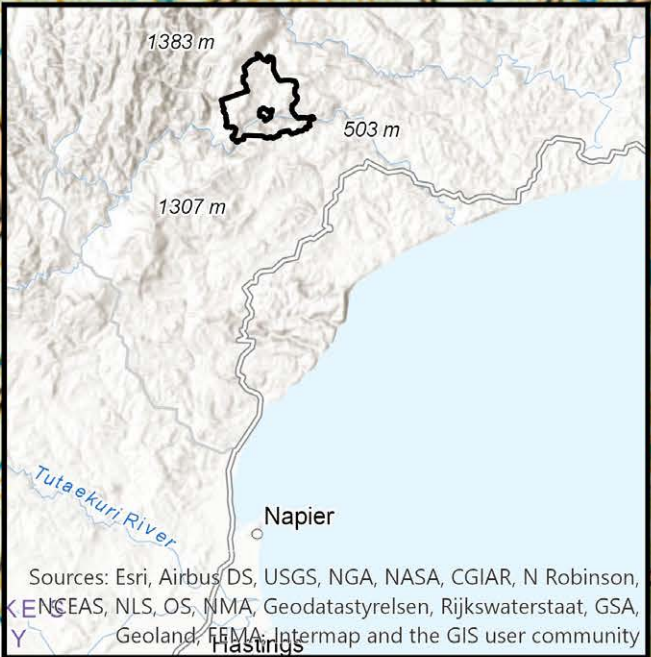 1383 m
503 m
1307 m
Tutaekuri River
Napier
Sources: Esri, Airbus DS, USGS, NGA, NASA, CGIAR, N Robinson,
NCEAS, NLS, OS, NMA, Geodatastyrelsen, Rijkswaterstaat, GSA,
Geoland, FEMA, Intermap and the GIS user community
KE'S
Y
Hastings